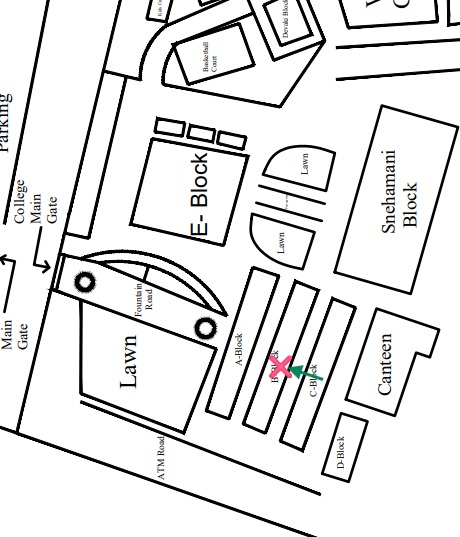 Devaki Block
Basketball
Court
Parking
College
Main
Gate
Main
Gate
E- Block
Lawn
Lawn
Snehamani
Block
Fountain
Road
Lawn
A-Block
C-Block
Canteen
D-Block
ATM Road